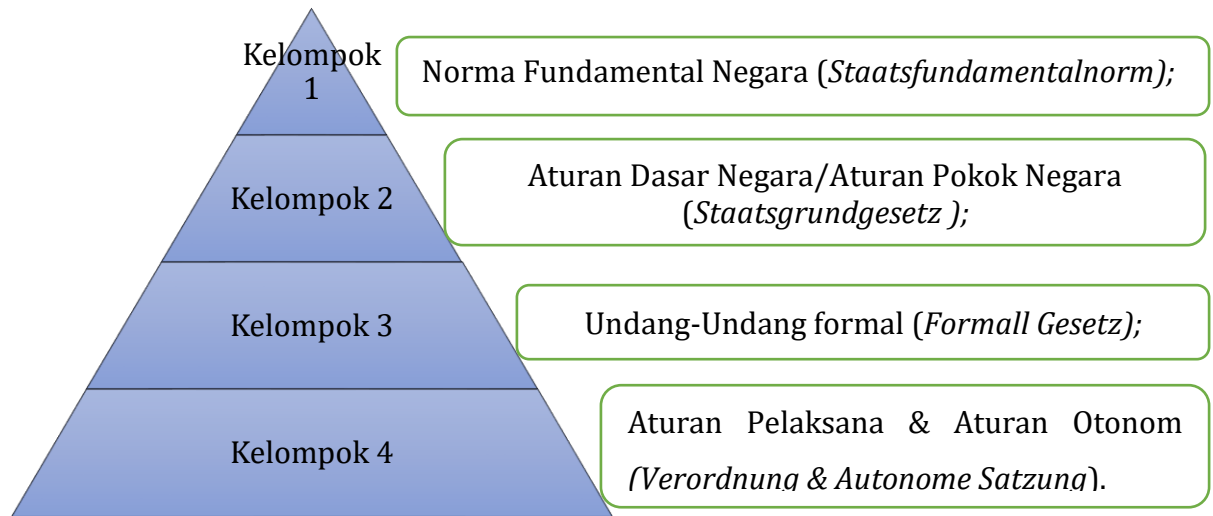 Kelompok
1
Norma Fundamental Negara (Staatsfundamentalnorm);
Kelompok 2
Aturan Dasar Negara/Aturan Pokok Negara
(Staatsgrundgesetz );
Kelompok 3
Undang-Undang formal (Formall Gesetz);
Kelompok 4
Aturan Pelaksana & Aturan Otonom
(Verordnung & Autonome Satzung).